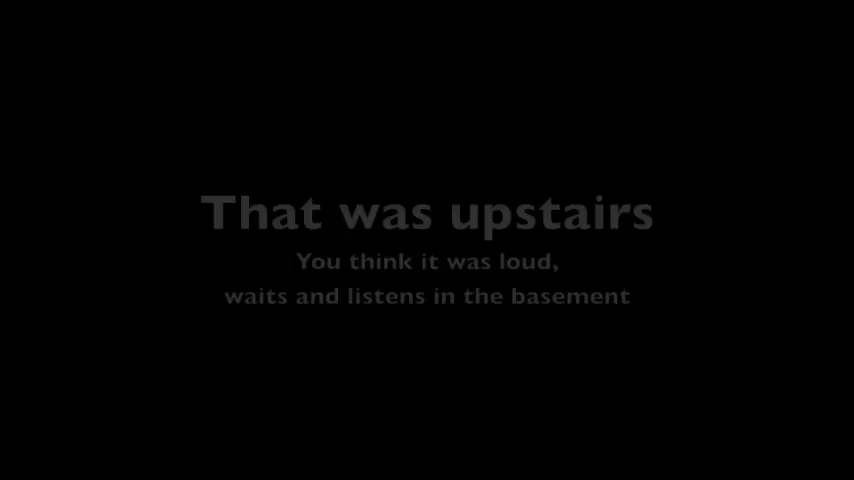 That was upstairs
You think it was loud,
waits and listens in the basement